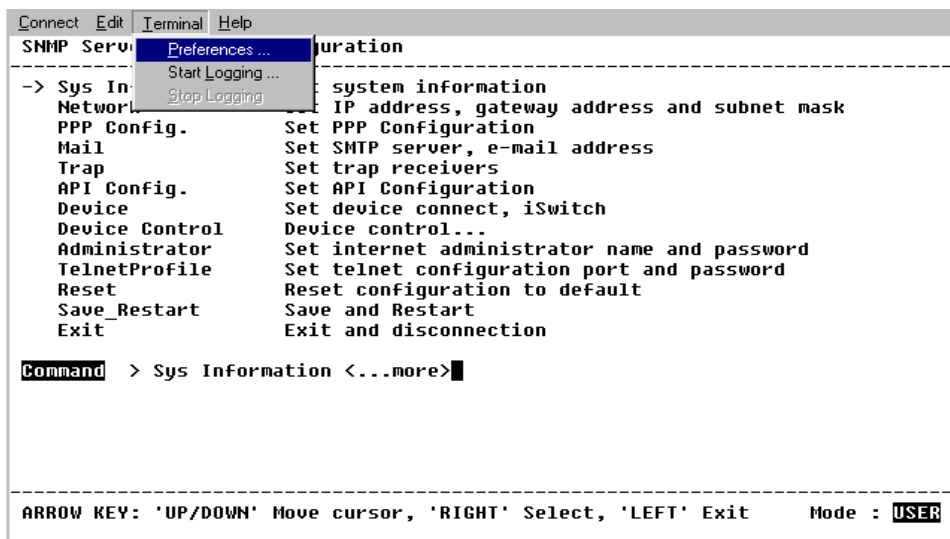 Connect Edit Terminal Help
SNMP Serv uration
Preferences ...
Start Logging ...
Stop Logging
-> Sys In t system information
Network Set IP address, gateway address and subnet mask
PPP Config. Set PPP Configuration
Mail Set SMTP server, e-mail address
Trap Set trap receivers
API Config. Set API Configuration
Device Set device connect, iSwitch
Device Control Device control...
Administrator Set internet administrator name and password
TelnetProfile Set telnet configuration port and password
Reset Reset configuration to default
Save_Restart Save and Restart
Exit Exit and disconnection
Command > Sys Information <...more>
ARROW KEY: 'UP/DOWN' Move cursor, 'RIGHT' Select, 'LEFT' Exit Mode : USER